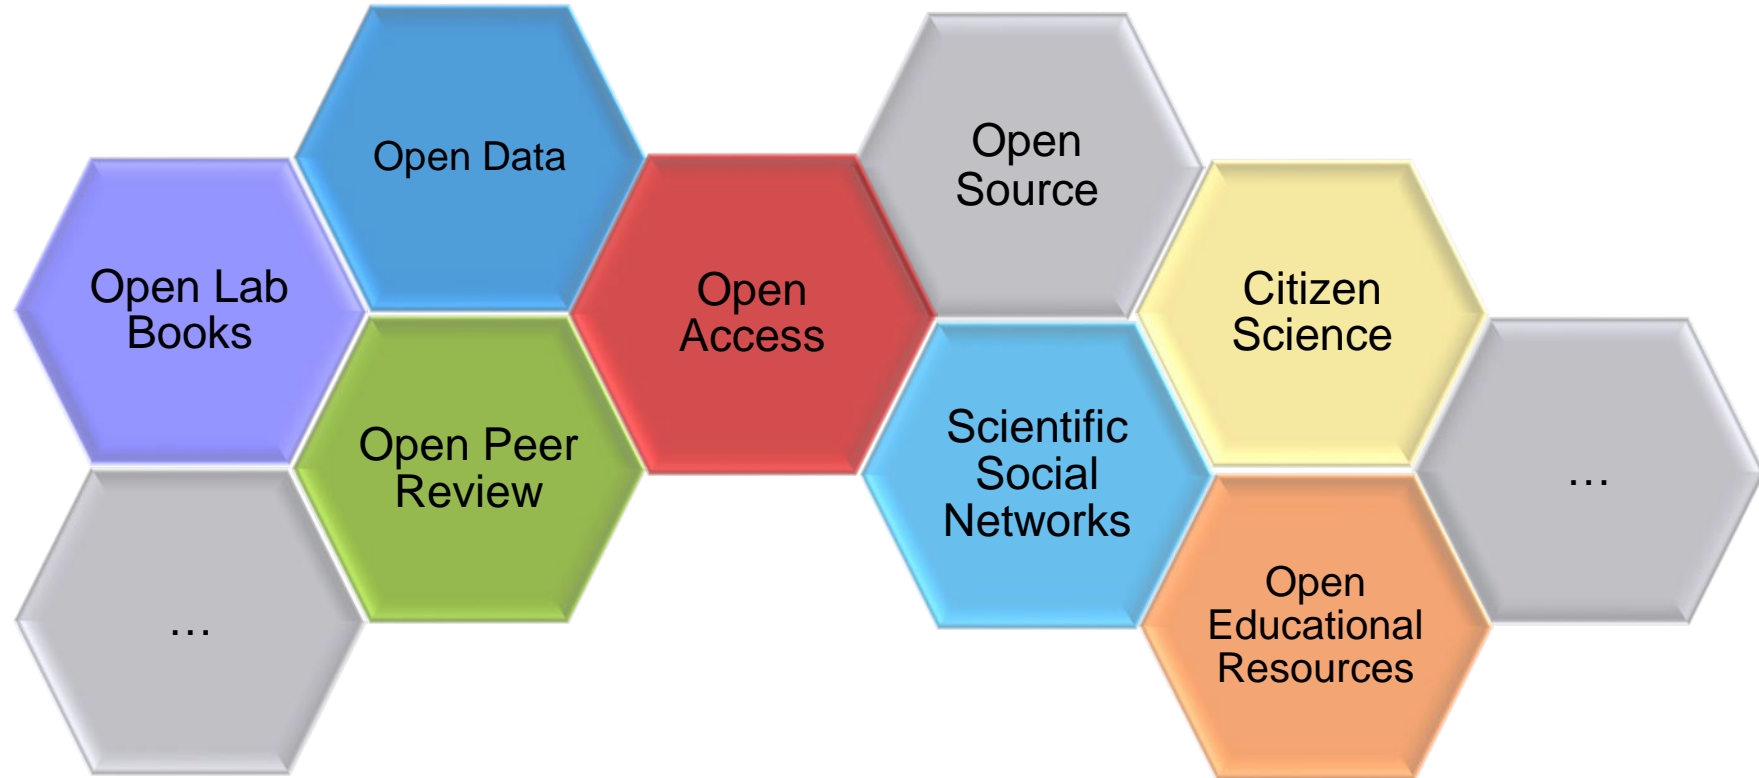 Open Data
Open
Source
Open Lab
Books
Open
Access
Citizen
Science
Open Peer
Review
Scientific
Social
Networks
…
…
Open
Educational
Resources